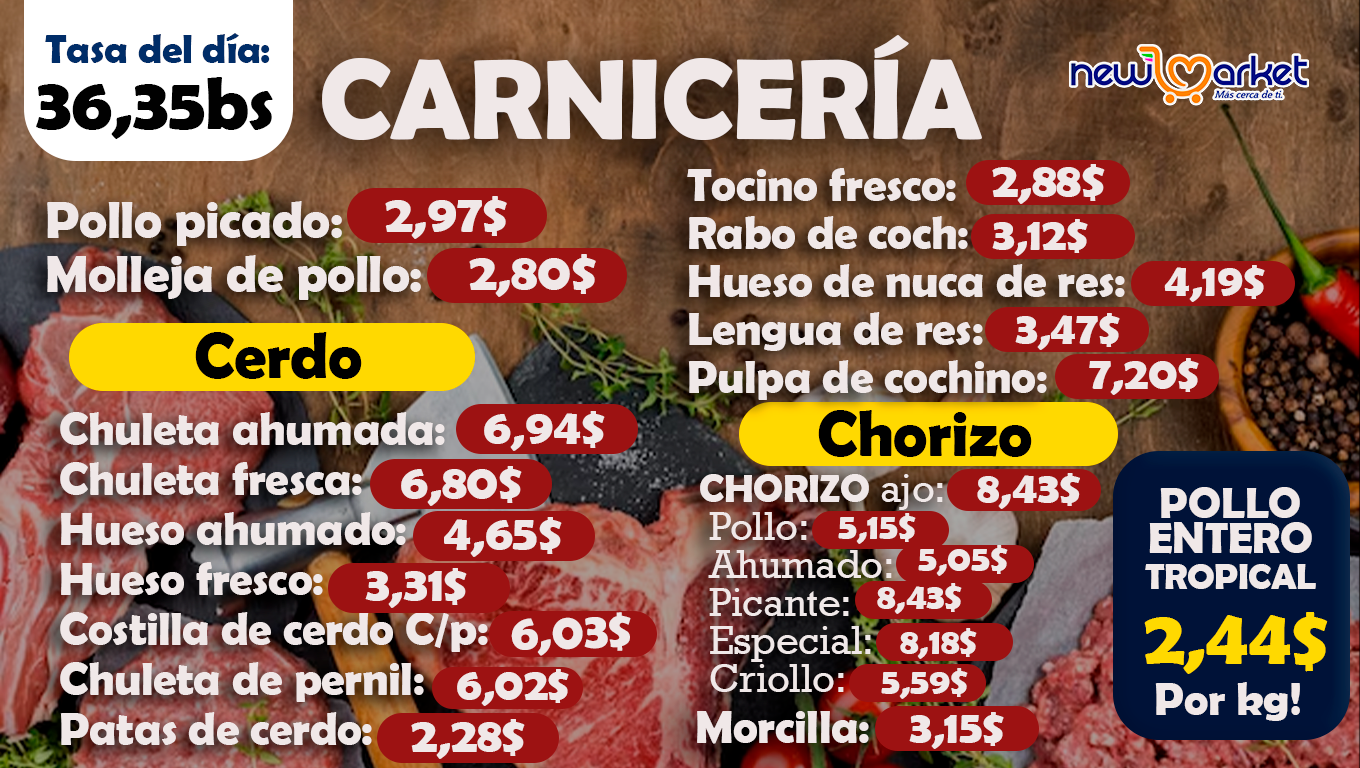 Tasa del día:
36,35bs
CARNICERÍA
new market
Más cerca de ti.
Pollo picado: 2,97$
Molleja de pollo: 2,80$
Cerdo
Chuleta ahumada: 6,94$
Chuleta fresca: 6,80$
Hueso ahumado: 4,65$
Hueso fresco: 3,31$
Costilla de cerdo C/p: 6,03$
Chuleta de pernil: 6,02$
Patas de cerdo: 2,28$
Tocino fresco: 2,88$
Rabo de coch: 3,12$
Hueso de nuca de res: 4,19$
Lengua de res: 3,47$
Pulpa de cochino: 7,20$
Chorizo
CHORIZO ajo: 8,43$
Pollo: 5,15$
Ahumado: 5,05$
Picante: 8,43$
Especial: 8,18$
Criollo: 5,59$
Morcilla: 3,15$
POLLO
ENTERO
TROPICAL
2,44$
Por kg!